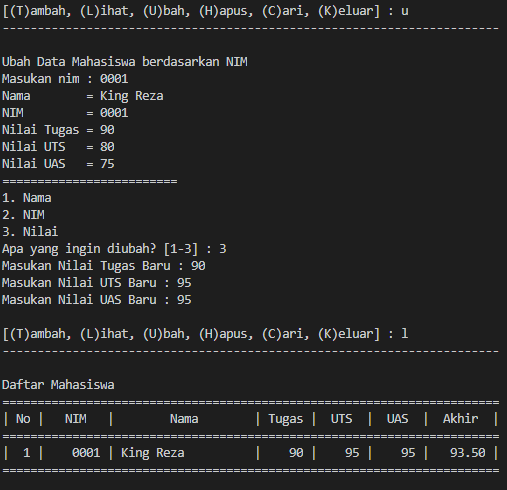 [(T)ambah, (L)ihat, (U)bah, (H)apus, (C)ari, (K)eluar] : u
-----------------------------------------------------------------------
Ubah Data Mahasiswa berdasarkan NIM
Masukan nim : 0001
Nama        = King Reza
NIM         = 0001
Nilai Tugas = 90
Nilai UTS   = 80
Nilai UAS   = 75
=========================
1. Nama
2. NIM
3. Nilai
Apa yang ingin diubah? [1-3] : 3
Masukan Nilai Tugas Baru : 90
Masukan Nilai UTS Baru : 95
Masukan Nilai UAS Baru : 95
[(T)ambah, (L)ihat, (U)bah, (H)apus, (C)ari, (K)eluar] : l
-----------------------------------------------------------------------
Daftar Mahasiswa
=======================================================================
| No |   NIM   |        Nama        | Tugas |  UTS  |  UAS  |  Akhir  |
=======================================================================
|  1 |    0001 | King Reza          |    90 |    95 |    95 |   93.50 |
=======================================================================